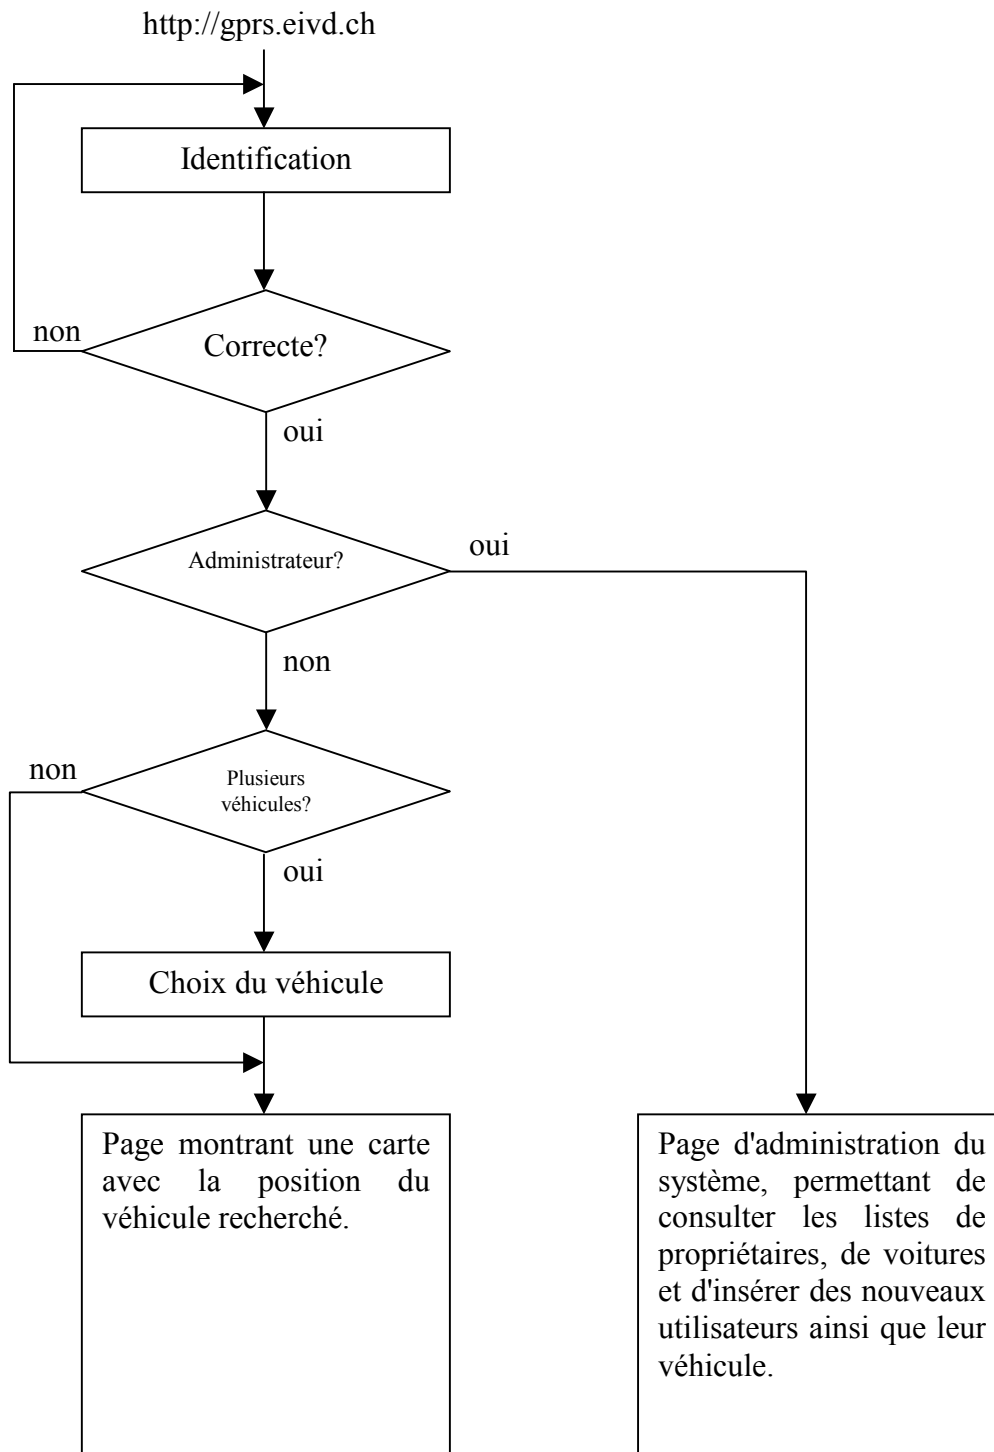 http://gprs.eivd.ch
Identification
non
Correcte?
oui
Administrateur?
oui
non
non
Plusieurs
véhicules?
oui
Choix du véhicule
Page montrant une carte
avec la position du
véhicule recherché.
Page d'administration du
système, permettant de
consulter les listes de
propriétaires, de voitures
et d'insérer des nouveaux
utilisateurs ainsi que leur
véhicule.